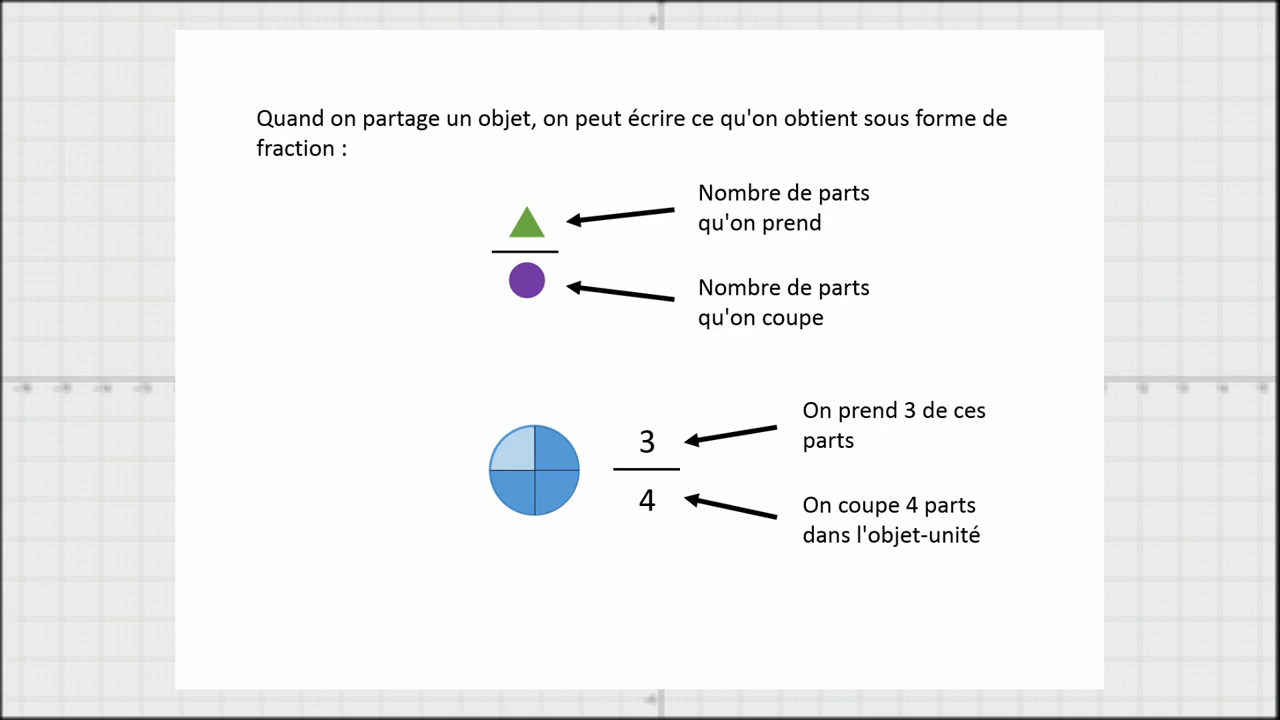 Quand on partage un objet, on peut écrire ce qu'on obtient sous forme de
fraction :
Nombre de parts
qu'on prend
Nombre de parts
qu'on coupe
3
4
On prend 3 de ces
parts
On coupe 4 parts
dans l'objet-unité